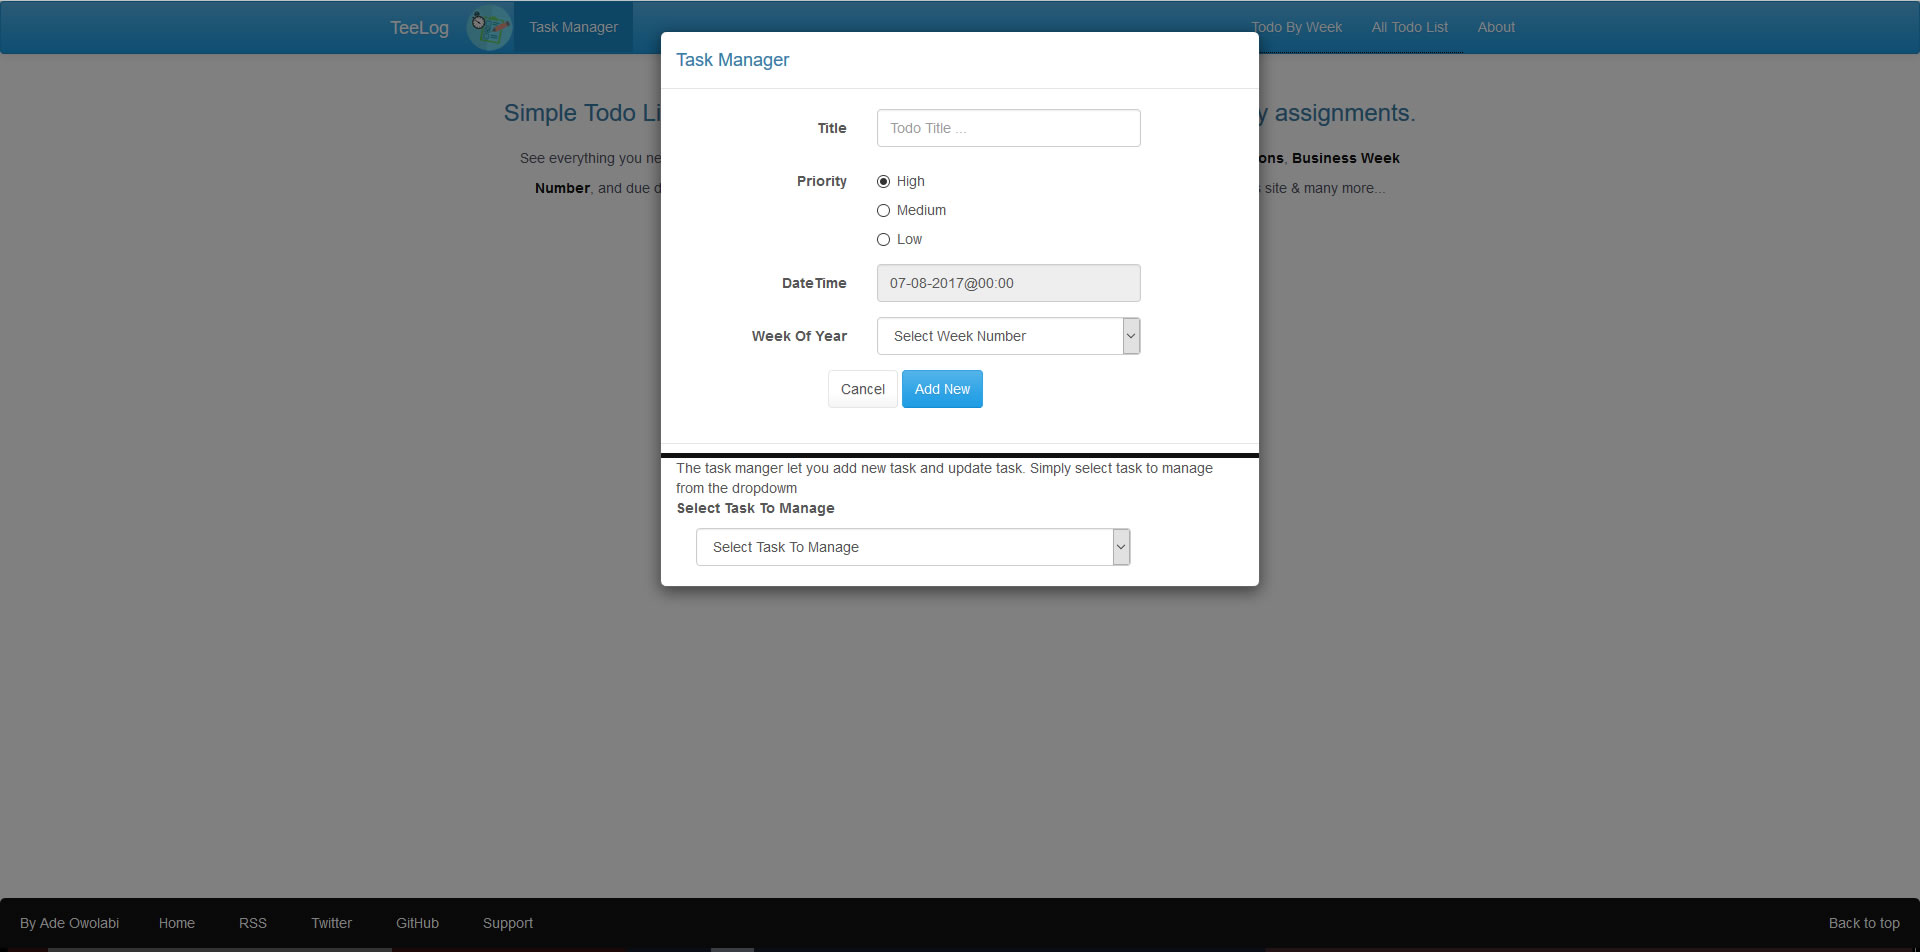 TeeLog Task Manager Todo By Week All Todo List About
Task Manager
Simple Todo Li y assignments.
Title Todo Title ...
See everything you ne ons, Business Week
Priority High
Number, and due d site & many more...
Medium
Low
DateTime 07-08-2017@00:00
Week Of Year Select Week Number
Cancel Add New
The task manger let you add new task and update task. Simply select task to manage
from the dropdowm
Select Task To Manage
Select Task To Manage
By Ade Owolabi Home RSS Twitter GitHub Support Back to top